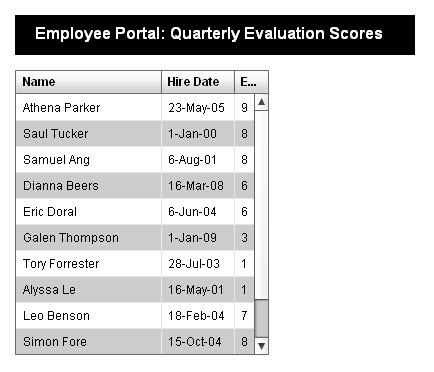 Employee Portal: Quarterly Evaluation Scores
Name Hire Date E...
Athena Parker 23-May-05 9
Saul Tucker 1-Jan-00 8
Samuel Ang 6-Aug-01 8
Dianna Beers 16-Mar-08 6
Eric Doral 6-Jun-04 6
Galen Thompson 1-Jan-09 3
Tory Forrester 28-Jul-03 1
Alyssa Le 16-May-01 1
Leo Benson 18-Feb-04 7
Simon Fore 15-Oct-04 8